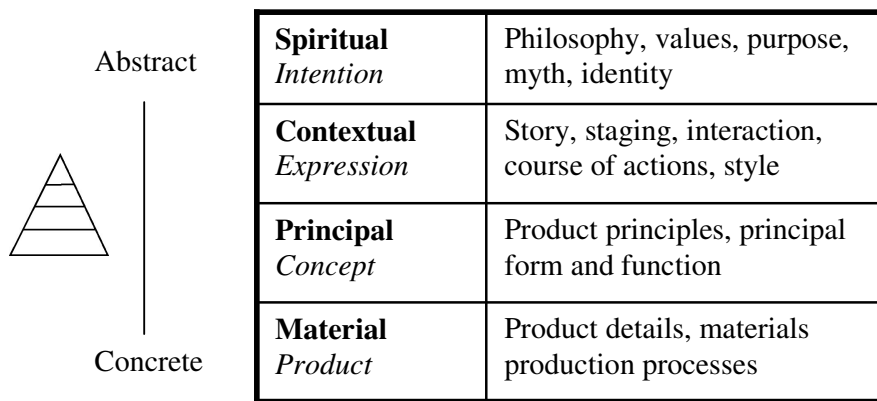 Abstract
Spiritual
Intention
Philosophy, values, purpose,
myth, identity
Contextual
Expression
Story, staging, interaction,
course of actions, style
Principal
Concept
Product principles, principal
form and function
Material
Product
Product details, materials
production processes
Concrete